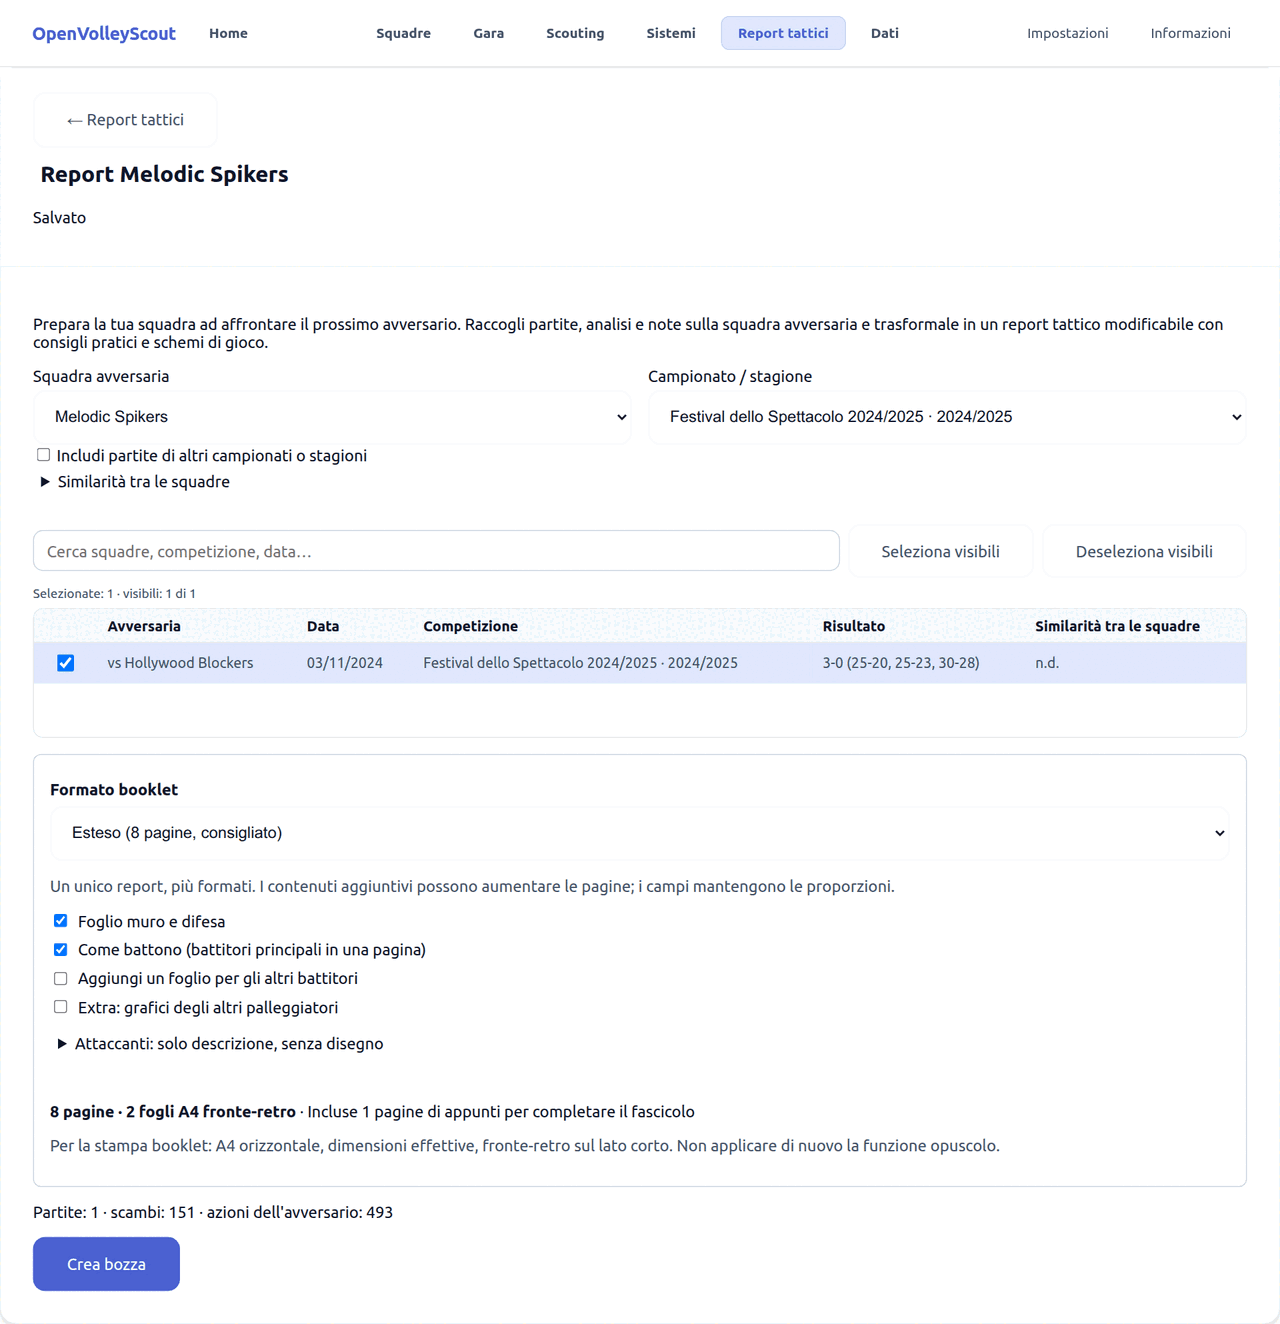 OpenVolleyScout Home Squadre Gara Scouting Sistemi Report tattici Dati Impostazioni Informazioni
← Report tattici
Report Melodic Spikers
Salvato
Prepara la tua squadra ad affrontare il prossimo avversario. Raccogli partite, analisi e note sulla squadra avversaria e trasformale in un report tattico modificabile con
consigli pratici e schemi di gioco.
Squadra avversaria Campionato / stagione
Melodic Spikers Festival dello Spettacolo 2024/2025 · 2024/2025
Includi partite di altri campionati o stagioni
Similarità tra le squadre
Cerca squadre, competizione, data… Seleziona visibili Deseleziona visibili
Selezionate: 1 · visibili: 1 di 1
Avversaria Data Competizione Risultato Similarità tra le squadre
vs Hollywood Blockers 03/11/2024 Festival dello Spettacolo 2024/2025 · 2024/2025 3-0 (25-20, 25-23, 30-28) n.d.
Formato booklet
Esteso (8 pagine, consigliato)
Un unico report, più formati. I contenuti aggiuntivi possono aumentare le pagine; i campi mantengono le proporzioni.
Foglio muro e difesa
Come battono (battitori principali in una pagina)
Aggiungi un foglio per gli altri battitori
Extra: grafici degli altri palleggiatori
Attaccanti: solo descrizione, senza disegno
8 pagine · 2 fogli A4 fronte-retro · Incluse 1 pagine di appunti per completare il fascicolo
Per la stampa booklet: A4 orizzontale, dimensioni effettive, fronte-retro sul lato corto. Non applicare di nuovo la funzione opuscolo.
Partite: 1 · scambi: 151 · azioni dell'avversario: 493
Crea bozza